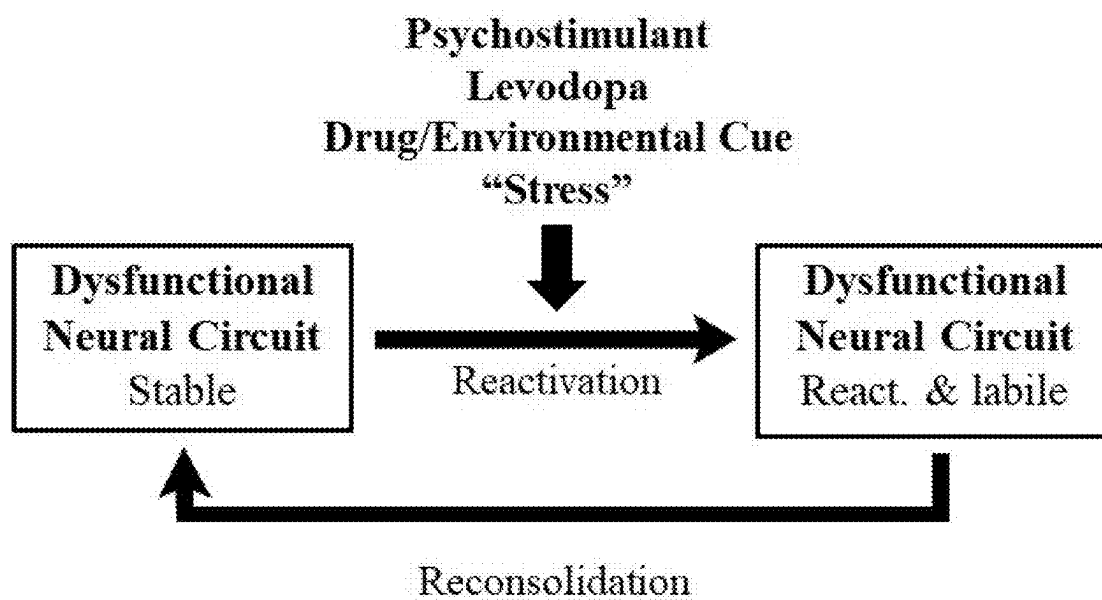 Psychostimulant
Levodopa
Drug/Environmental Cue
“Stress”
Dysfunctional
Neural Circuit
Stable
Reactivation
Dysfunctional
Neural Circuit
React. & labile
Reconsolidation